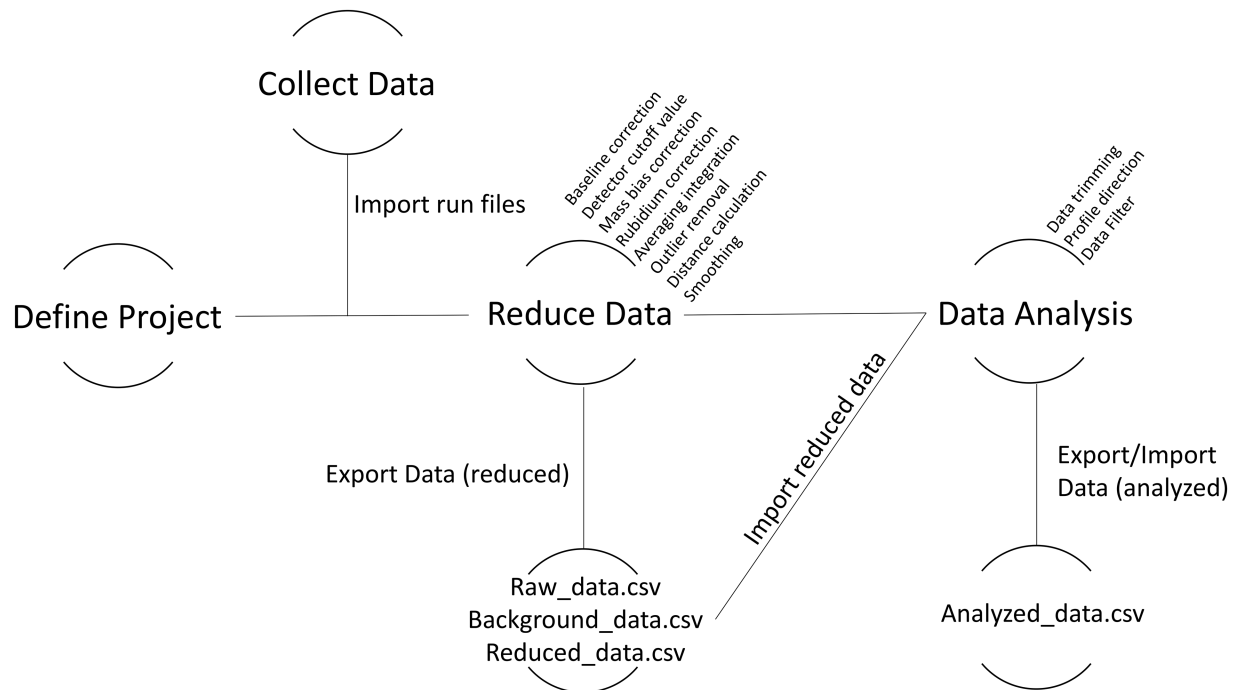 Collect Data
Import run files
Baseline correction
Detector cutoff value
Mass bias correction
Rubidium correction
Averaging integration
Outlier removal
Distance calculation
Smoothing
Data trimming
Profile direction
Data Filter
Define Project
Reduce Data
Data Analysis
Import reduced data
Export Data (reduced)
Export/Import
Data (analyzed)
Raw_data.csv
Background_data.csv
Reduced_data.csv
Analyzed_data.csv